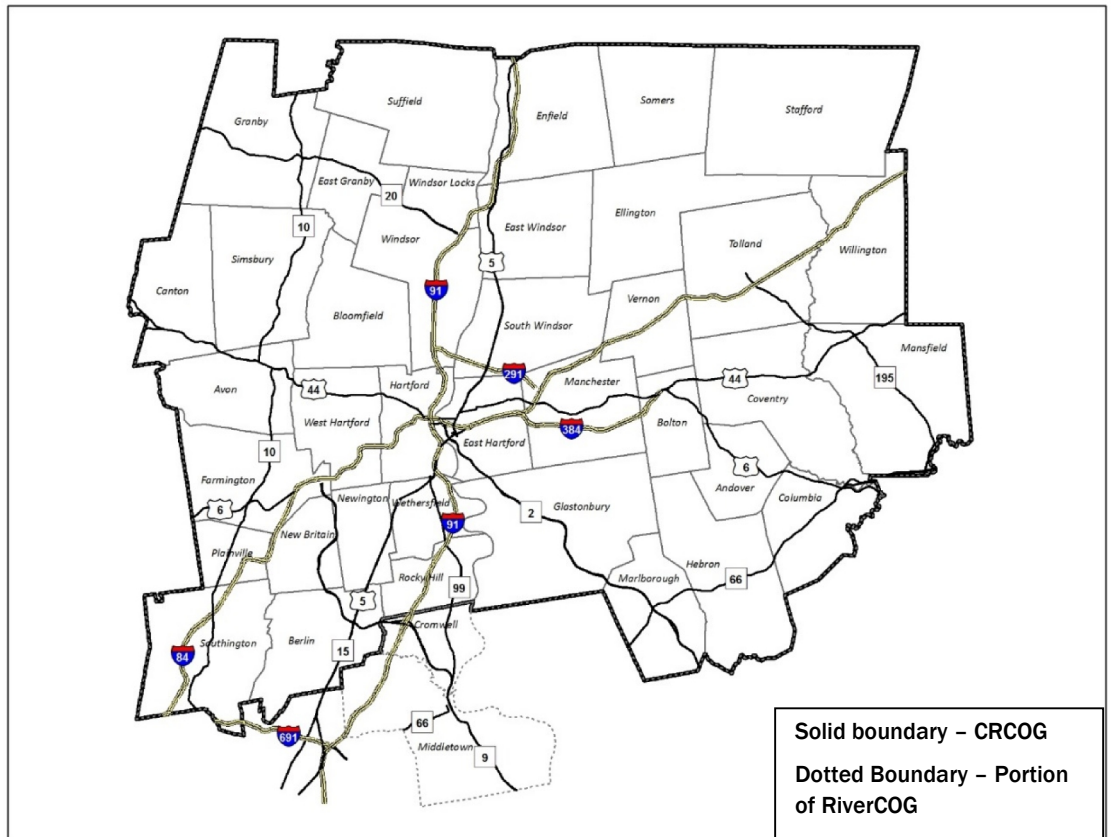 Suffield
Enfield
Somers
Stafford
Granby
East Granby
Windsor Locks
20
10
Windsor
East Windsor
Ellington
Tolland
Willington
5
Simsbury
Canton
91
Bloomfield
South Windsor
Vernon
Mansfield
291
Avon
44
Hartford
Manchester
44
195
Coventry
West Hartford
384
Bolton
East Hartford
10
6
Farmington
Andover
Columbia
6
Newington
Wethersfield
Glastonbury
2
91
New Britain
Plainville
Hebron
Rocky Hill
Marlborough
66
99
5
Cromwell
Southington
Berlin
15
84
66
691
Middletown
9
Solid boundary – CRCOG
Dotted Boundary – Portion
of RiverCOG